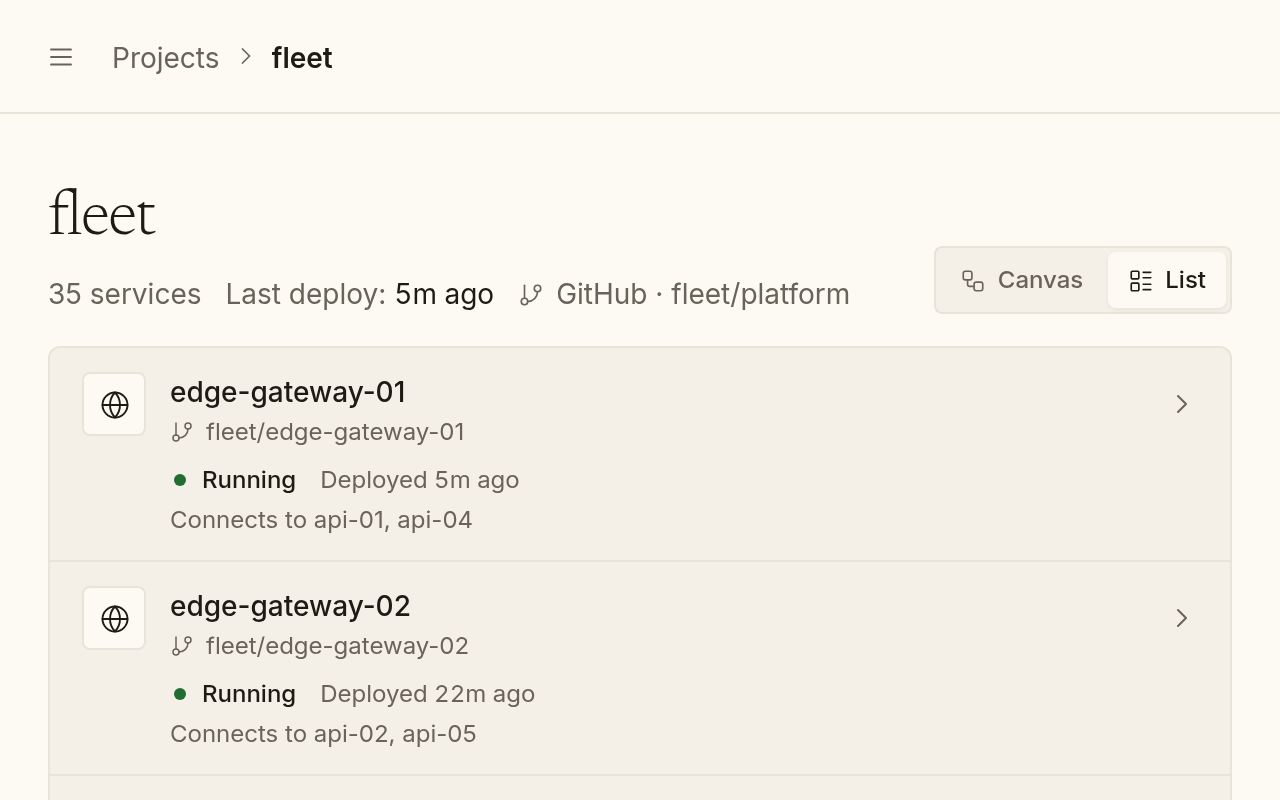 Projects > fleet
fleet
35 services Last deploy: 5m ago GitHub · fleet/platform
Canvas List
edge-gateway-01
fleet/edge-gateway-01
Running Deployed 5m ago
Connects to api-01, api-04
edge-gateway-02
fleet/edge-gateway-02
Running Deployed 22m ago
Connects to api-02, api-05